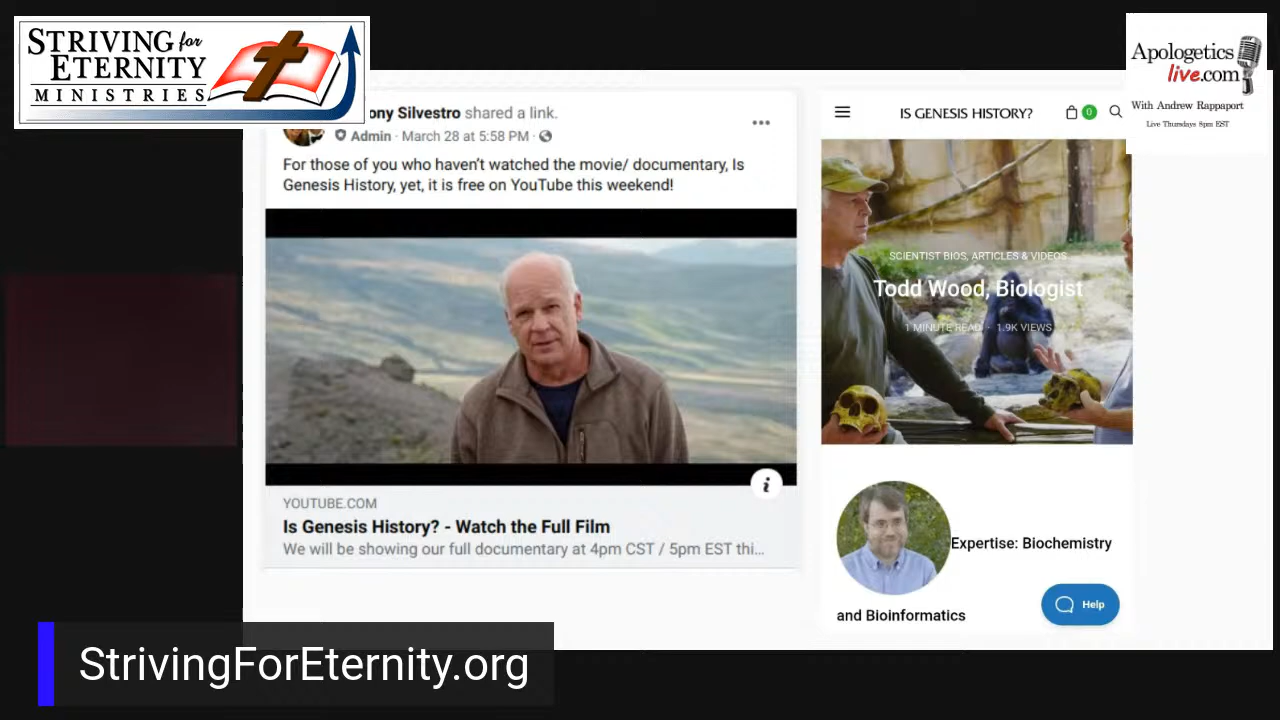 STRIVING for
ETERNITY
MINISTRIES
Apologetics
live.com
With Andrew Rappaport
Live Thursdays 8pm EST
ony Silvestro shared a link.
Admin · March 28 at 5:58 PM ·
For those of you who haven't watched the movie/ documentary, Is
Genesis History, yet, it is free on YouTube this weekend!
YOUTUBE.COM
Is Genesis History? - Watch the Full Film
We will be showing our full documentary at 4pm CST / 5pm EST thi...
IS GENESIS HISTORY?
0
SCIENTIST BIOS, ARTICLES & VIDEOS
Todd Wood, Biologist
1 MINUTE READ · 1.9K VIEWS
Expertise: Biochemistry
and Bioinformatics
Help
StrivingForEternity.org